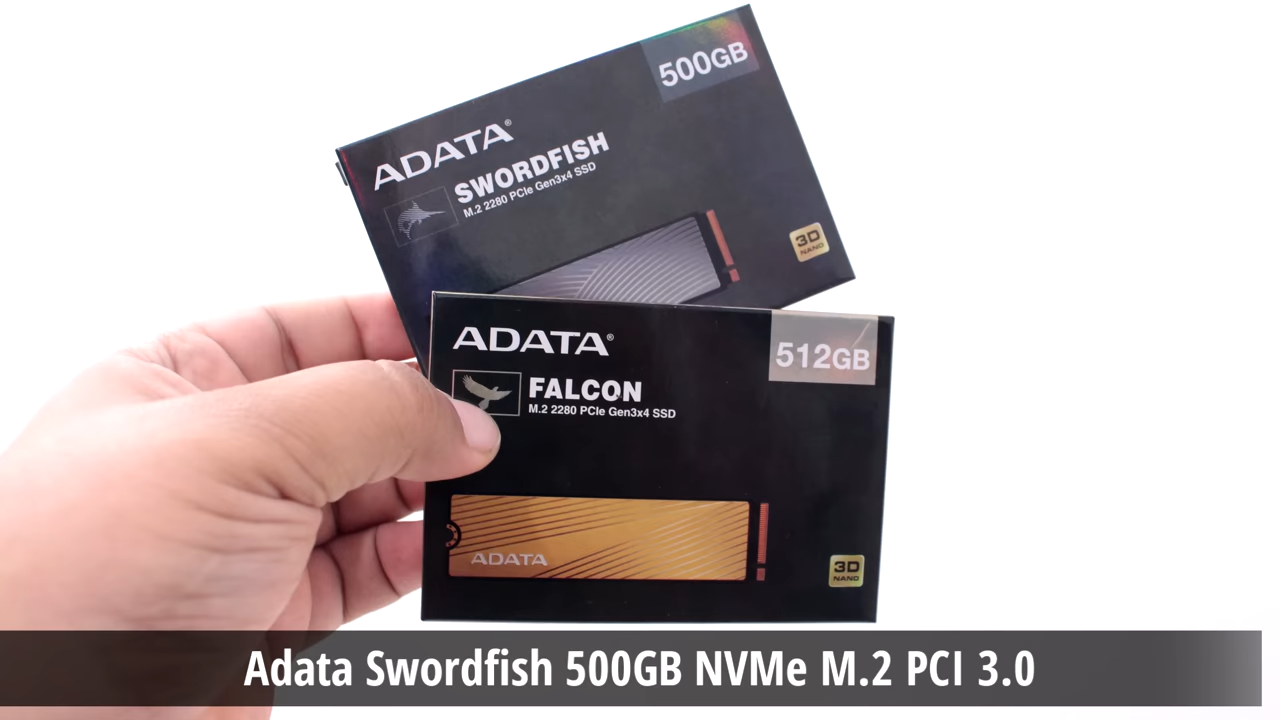 500GB
ADATA®
SWORDFISH
M.2 2280 PCIe Gen3x4 SSD
3D
NAND
ADATA®
512GB
FALCON
M.2 2280 PCIe Gen3x4 SSD
ADATA
3D
NAND
Adata Swordfish 500GB NVMe M.2 PCI 3.0